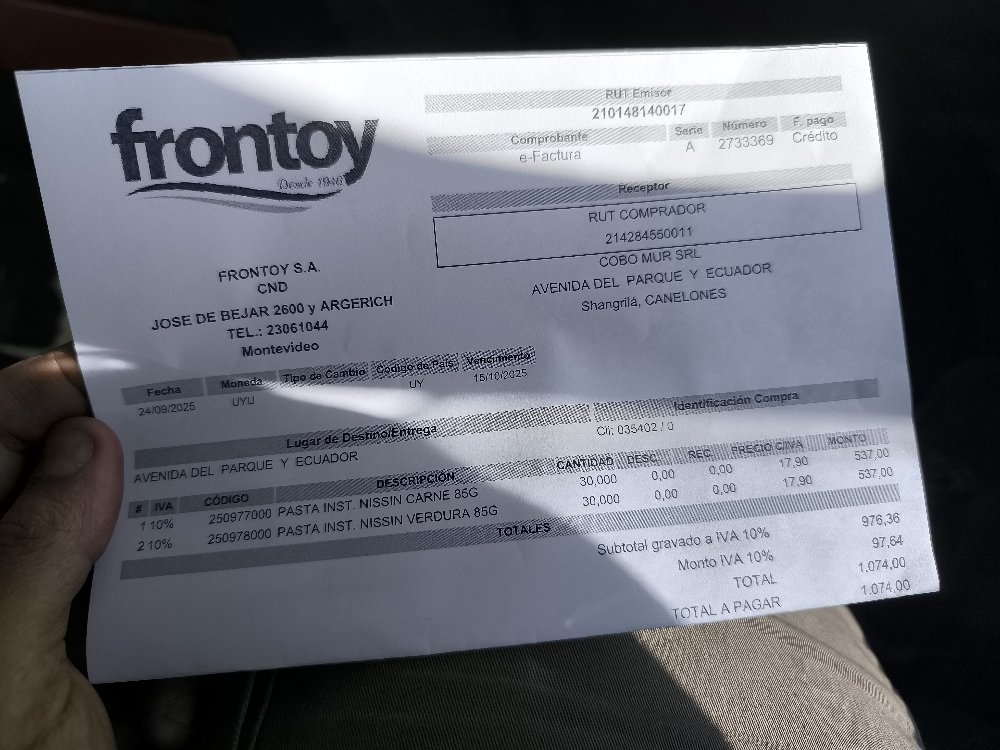 frontoy
Desde 1940
FRONTOY S.A.
CND
JOSE DE BEJAR 2600 y ARGERICH
TEL.: 23061044
Montevideo
RUT Emisor
210148140017
Comprobante Serie Número F. pago
e-Factura A 2733369 Crédito
Receptor
RUT COMPRADOR
214284550011
COBO MUR SRL
AVENIDA DEL PARQUE Y ECUADOR
Shangrilá, CANELONES
Fecha Moneda Tipo de Cambio Código de País Vencimiento
24/09/2025 UYU UY 15/10/2025
Lugar de Destino/Entrega Identificación Compra
AVENIDA DEL PARQUE Y ECUADOR Cli: 035402 / 0
# IVA CÓDIGO DESCRIPCIÓN CANTIDAD DESC. REC. PRECIO C/IVA MONTO
1 10% 250977000 PASTA INST. NISSIN CARNE 85G 30,000 0,00 0,00 17,90 537,00
2 10% 250978000 PASTA INST. NISSIN VERDURA 85G 30,000 0,00 0,00 17,90 537,00
TOTALES
Subtotal gravado a IVA 10% 976,36
Monto IVA 10% 97,64
TOTAL 1.074,00
TOTAL A PAGAR 1.074,00